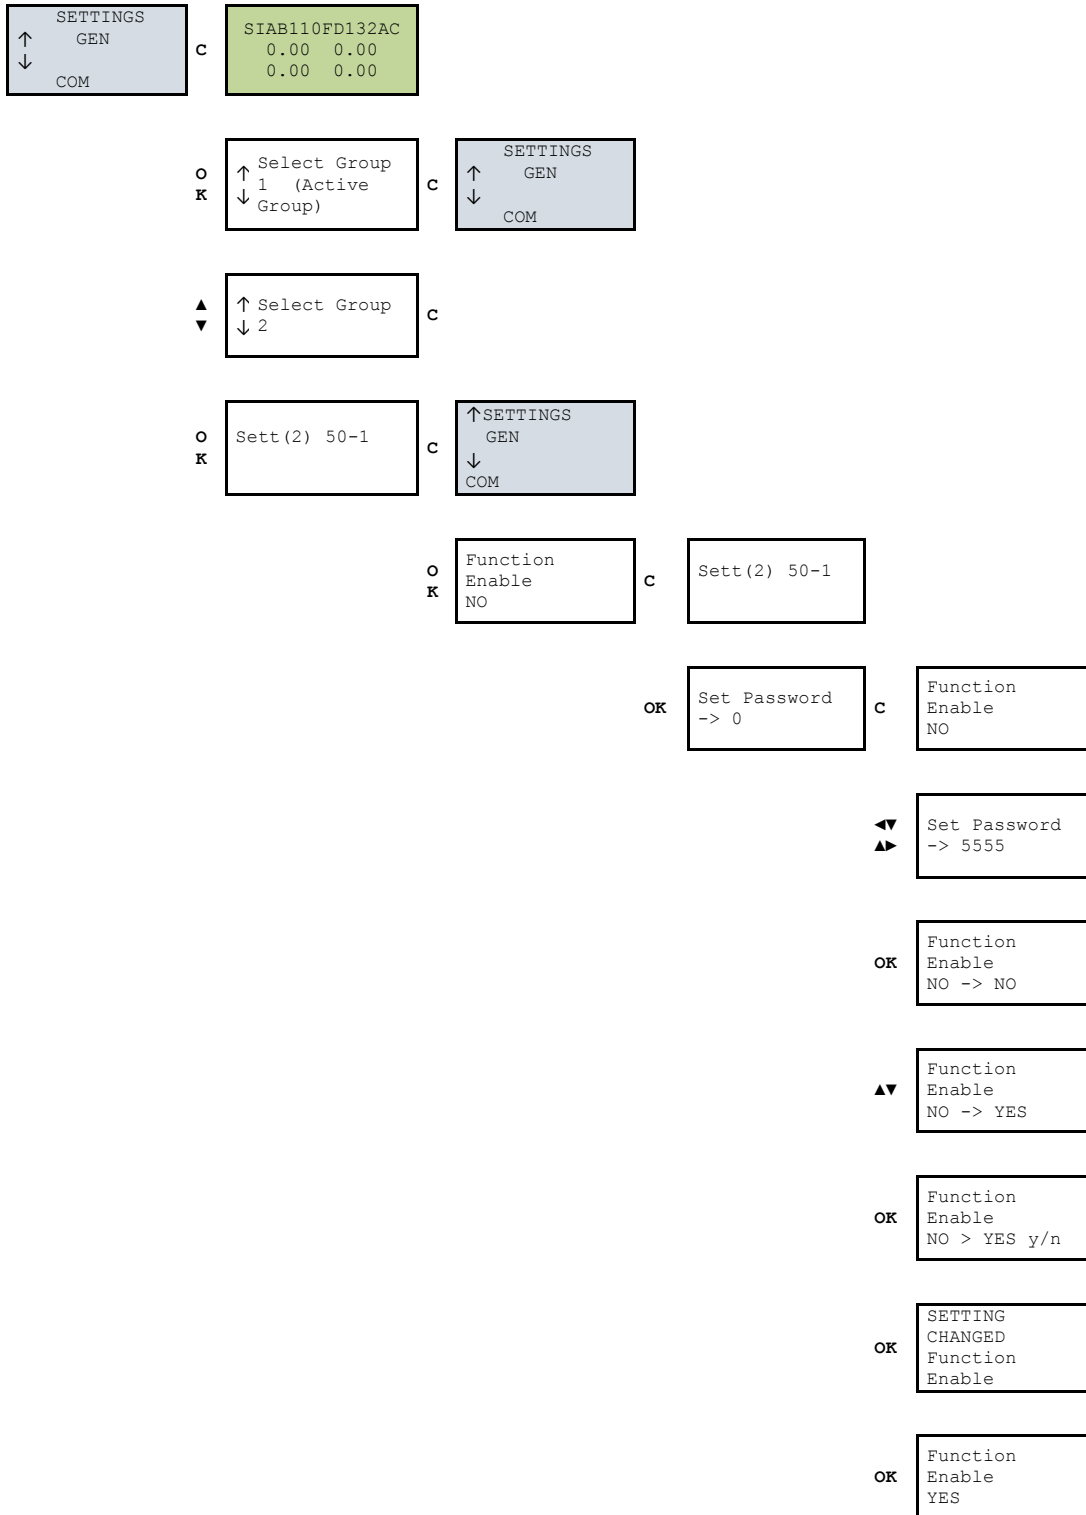 SETTINGS
↑ GEN
↓
COM
C
SIAB110FD132AC
0.00 0.00
0.00 0.00
O
K
↑ Select Group
1 (Active
↓ Group)
C
SETTINGS
↑ GEN
↓
COM
▲
▼
↑ Select Group
↓ 2
C
O
K
Sett(2) 50-1
C
↑SETTINGS
GEN
↓
COM
O
K
Function
Enable
NO
C
Sett(2) 50-1
OK
Set Password
-> 0
C
Function
Enable
NO
◄▼
▲►
Set Password
-> 5555
OK
Function
Enable
NO -> NO
▲▼
Function
Enable
NO -> YES
OK
Function
Enable
NO > YES y/n
OK
SETTING
CHANGED
Function
Enable
OK
Function
Enable
YES